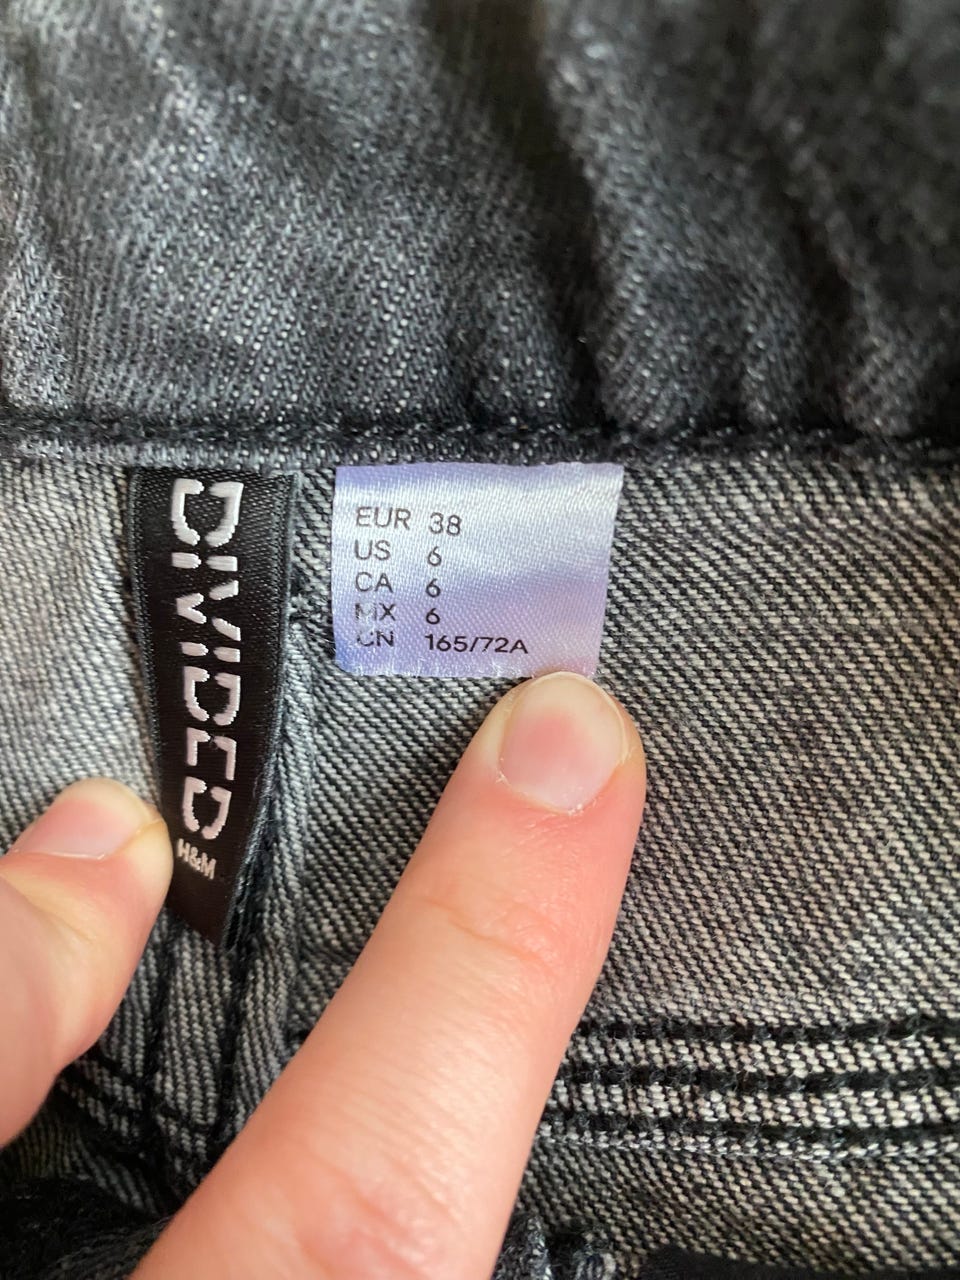 DIVIDED
H&M
EUR 38
US 6
CA 6
MX 6
CN 165/72A